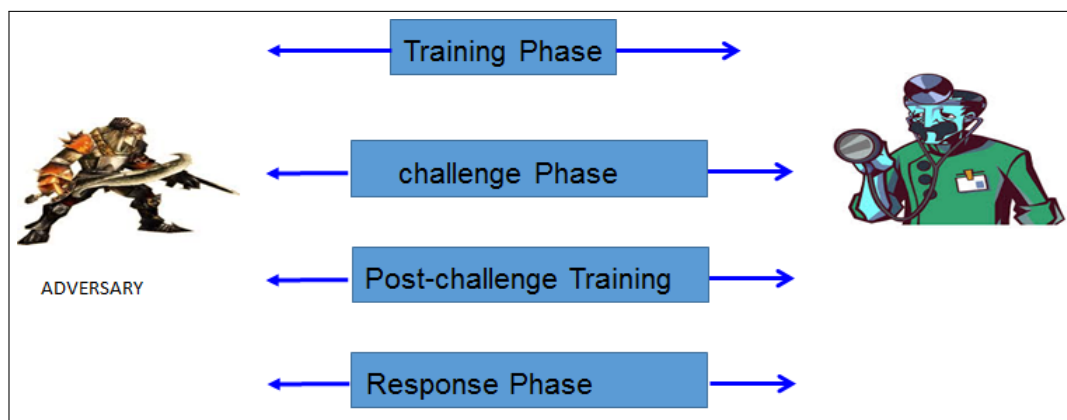 Training Phase
challenge Phase
Post-challenge Training
ADVERSARY
Response Phase